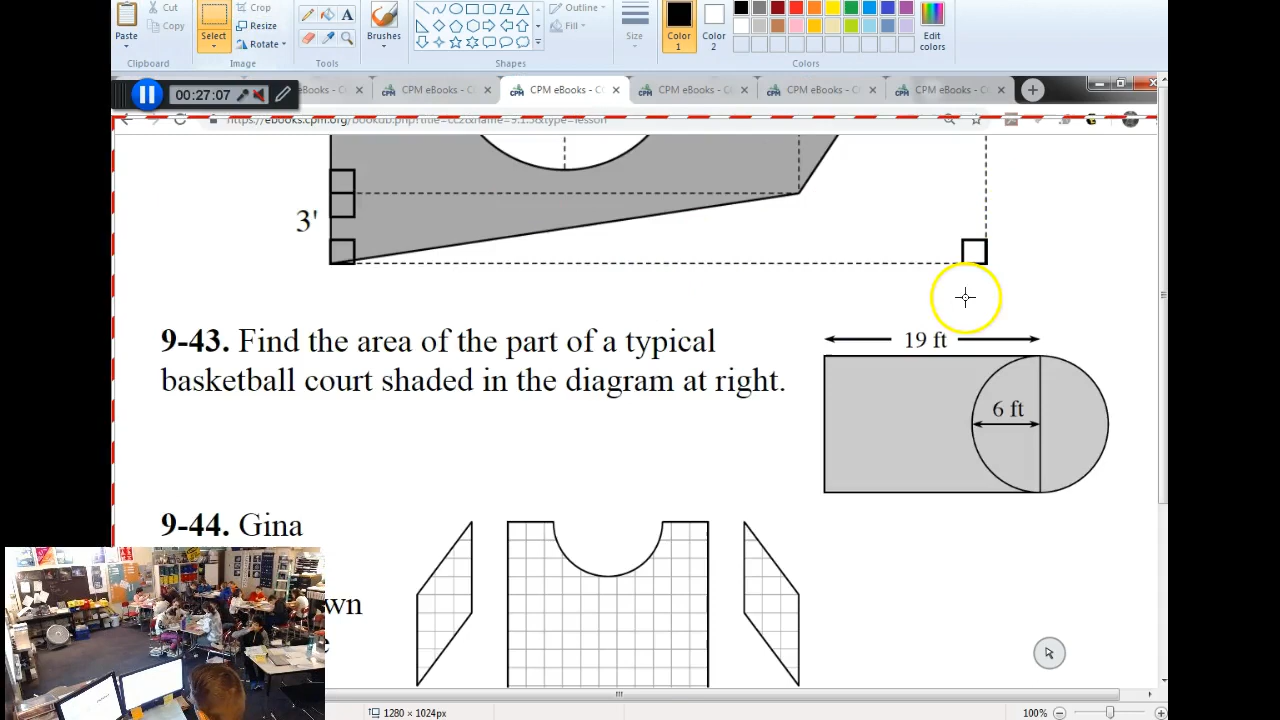 Cut
Copy
Paste
Clipboard
Select
Crop
Resize
Rotate
Image
A
Tools
Brushes
Outline
Fill
Shapes
Size
Color 1
Color 2
Edit colors
Colors
00:27:07
CPM eBooks - C
CPM eBooks - C
CPM eBooks - C
CPM eBooks - C
3'
9-43. Find the area of the part of a typical
basketball court shaded in the diagram at right.
19 ft
6 ft
9-44. Gina
wn
1280 × 1024px
100%